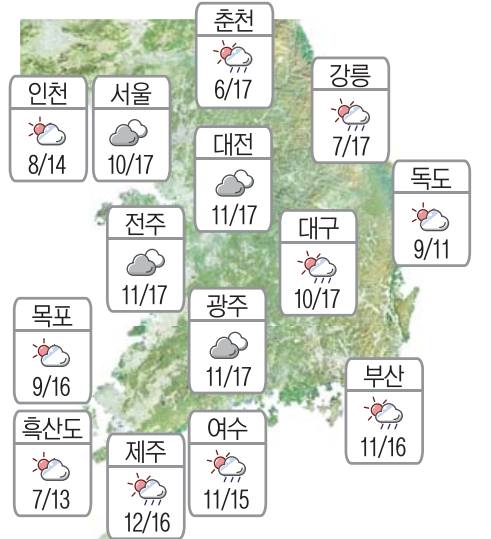 춘천
6/17
강릉
7/17
인천
8/14
서울
10/17
대전
11/17
독도
9/11
전주
11/17
대구
10/17
광주
11/17
목포
9/16
부산
11/16
흑산도
7/13
여수
11/15
제주
12/16